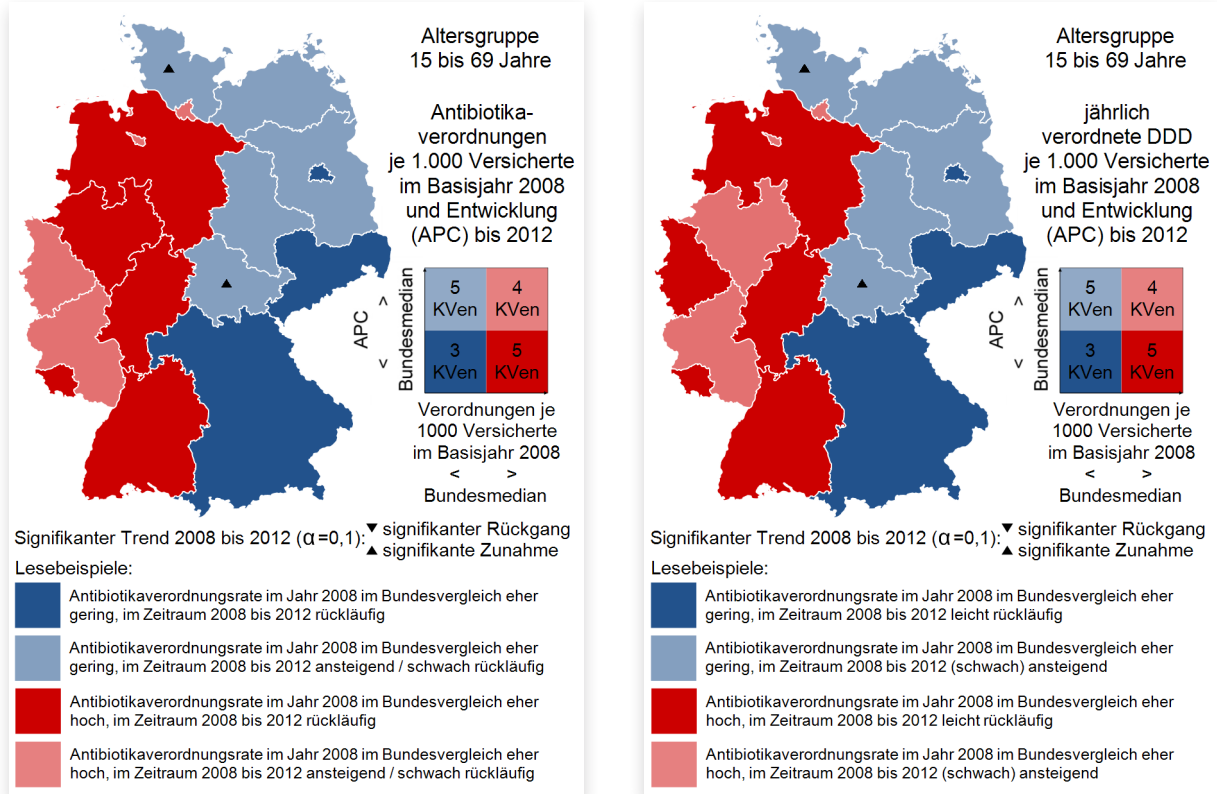 Altersgruppe
15 bis 69 Jahre
Antibiotika-
verordnungen
je 1.000 Versicherte
im Basisjahr 2008
und Entwicklung
(APC) bis 2012
APC
< >
Bundesmedian
5
KVen
4
KVen
3
KVen
5
KVen
Verordnungen je
1000 Versicherte
im Basisjahr 2008
< >
Bundesmedian
Signifikanter Trend 2008 bis 2012 (α=0,1):
▼ signifikanter Rückgang
▲ signifikante Zunahme
Lesebeispiele:
Antibiotikaverordnungsrate im Jahr 2008 im Bundesvergleich eher
gering, im Zeitraum 2008 bis 2012 rückläufig
Antibiotikaverordnungsrate im Jahr 2008 im Bundesvergleich eher
gering, im Zeitraum 2008 bis 2012 ansteigend / schwach rückläufig
Antibiotikaverordnungsrate im Jahr 2008 im Bundesvergleich eher
hoch, im Zeitraum 2008 bis 2012 rückläufig
Antibiotikaverordnungsrate im Jahr 2008 im Bundesvergleich eher
hoch, im Zeitraum 2008 bis 2012 ansteigend / schwach rückläufig
Altersgruppe
15 bis 69 Jahre
jährlich
verordnete DDD
je 1.000 Versicherte
im Basisjahr 2008
und Entwicklung
(APC) bis 2012
APC
< >
Bundesmedian
5
KVen
4
KVen
3
KVen
5
KVen
Verordnungen je
1000 Versicherte
im Basisjahr 2008
< >
Bundesmedian
Signifikanter Trend 2008 bis 2012 (α=0,1):
▼ signifikanter Rückgang
▲ signifikante Zunahme
Lesebeispiele:
Antibiotikaverordnungsrate im Jahr 2008 im Bundesvergleich eher
gering, im Zeitraum 2008 bis 2012 leicht rückläufig
Antibiotikaverordnungsrate im Jahr 2008 im Bundesvergleich eher
gering, im Zeitraum 2008 bis 2012 (schwach) ansteigend
Antibiotikaverordnungsrate im Jahr 2008 im Bundesvergleich eher
hoch, im Zeitraum 2008 bis 2012 leicht rückläufig
Antibiotikaverordnungsrate im Jahr 2008 im Bundesvergleich eher
hoch, im Zeitraum 2008 bis 2012 (schwach) ansteigend